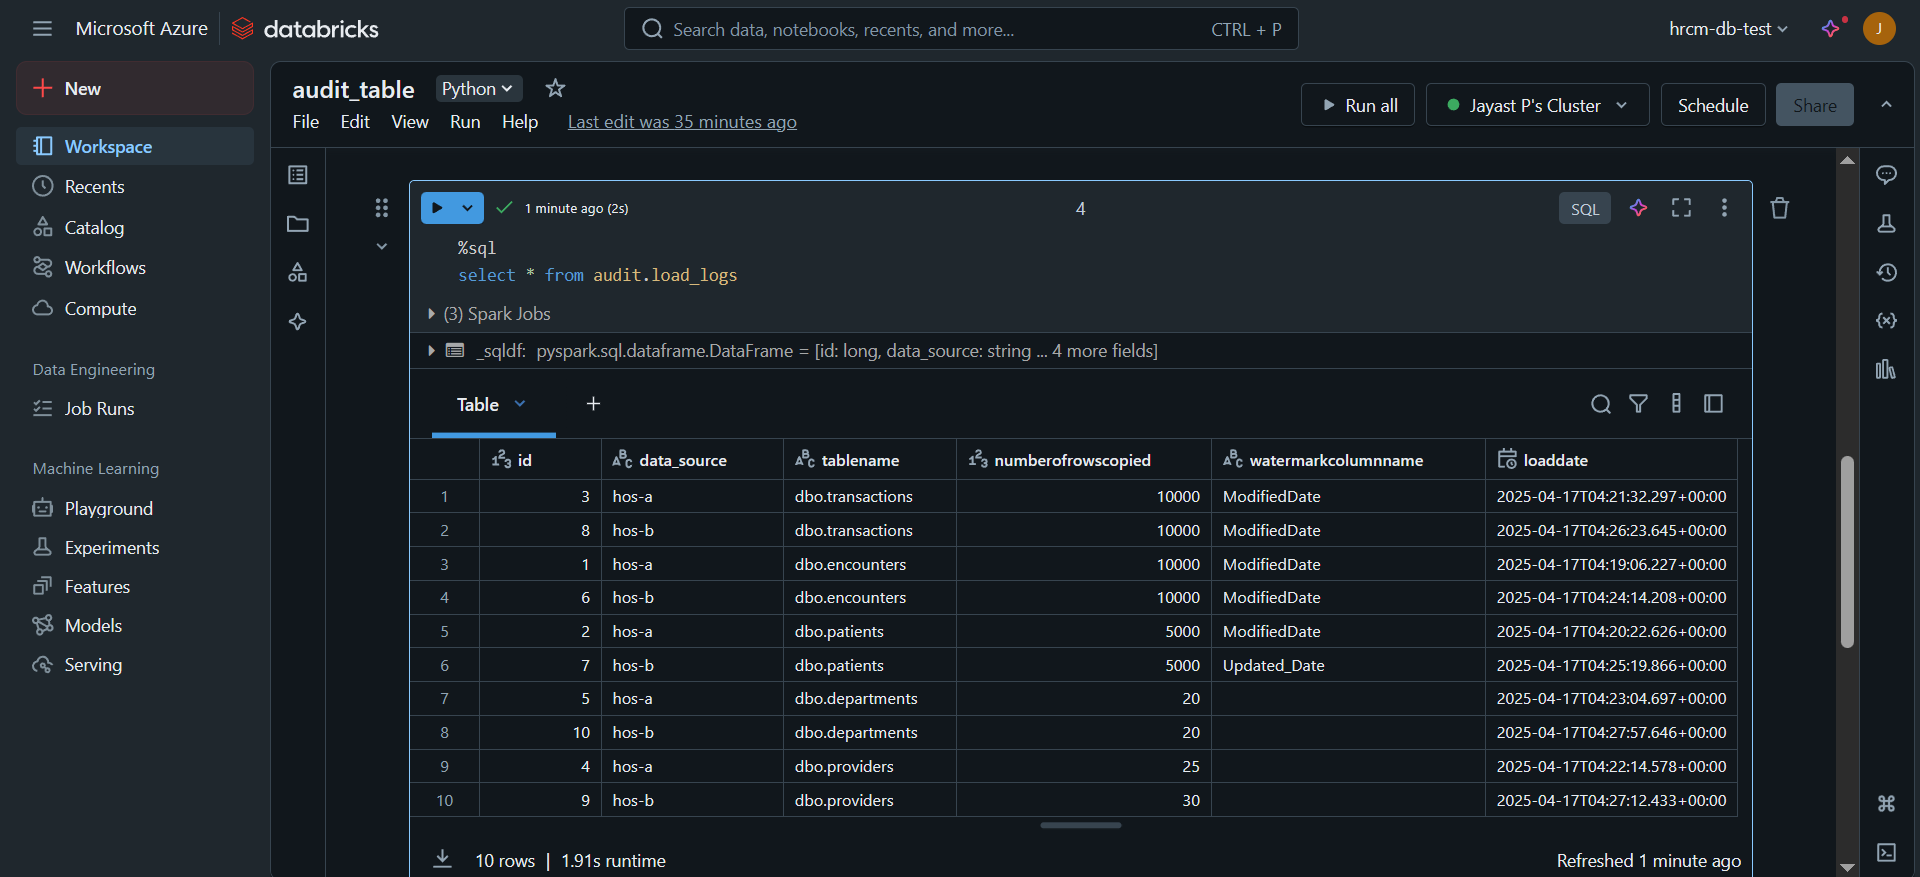 Microsoft Azure databricks Search data, notebooks, recents, and more... CTRL + P hrcm-db-test J
New
Workspace
Recents
Catalog
Workflows
Compute
Data Engineering
Job Runs
Machine Learning
Playground
Experiments
Features
Models
Serving
audit_table Python
File Edit View Run Help Last edit was 35 minutes ago
Run all Jayast P's Cluster Schedule Share
1 minute ago (2s) 4 SQL
%sql
select * from audit.load_logs
(3) Spark Jobs
_sqldf: pyspark.sql.dataframe.DataFrame = [id: long, data_source: string ... 4 more fields]
Table +
id data_source tablename numberofrowscopied watermarkcolumnname loaddate
1 3 hos-a dbo.transactions 10000 ModifiedDate 2025-04-17T04:21:32.297+00:00
2 8 hos-b dbo.transactions 10000 ModifiedDate 2025-04-17T04:26:23.645+00:00
3 1 hos-a dbo.encounters 10000 ModifiedDate 2025-04-17T04:19:06.227+00:00
4 6 hos-b dbo.encounters 10000 ModifiedDate 2025-04-17T04:24:14.208+00:00
5 2 hos-a dbo.patients 5000 ModifiedDate 2025-04-17T04:20:22.626+00:00
6 7 hos-b dbo.patients 5000 Updated_Date 2025-04-17T04:25:19.866+00:00
7 5 hos-a dbo.departments 20 2025-04-17T04:23:04.697+00:00
8 10 hos-b dbo.departments 20 2025-04-17T04:27:57.646+00:00
9 4 hos-a dbo.providers 25 2025-04-17T04:22:14.578+00:00
10 9 hos-b dbo.providers 30 2025-04-17T04:27:12.433+00:00
10 rows | 1.91s runtime Refreshed 1 minute ago